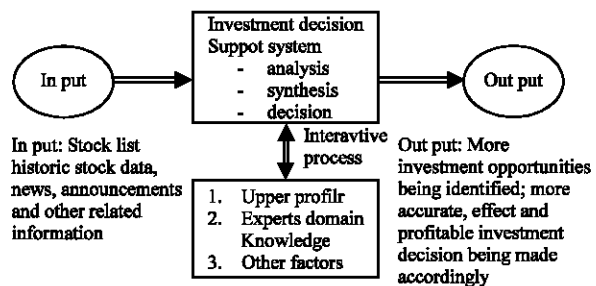 Investment decision
Suppot system
- analysis
- synthesis
- decision
In put
Out put
Interavtive
process
In put: Stock list
historic stock data,
news, announcements
and other related
information
1. Upper profilr
2. Experts domain
Knowledge
3. Other factors
Out put: More
investment opportunities
being identified; more
accurate, effect and
profitable investment
decision being made
accordingly